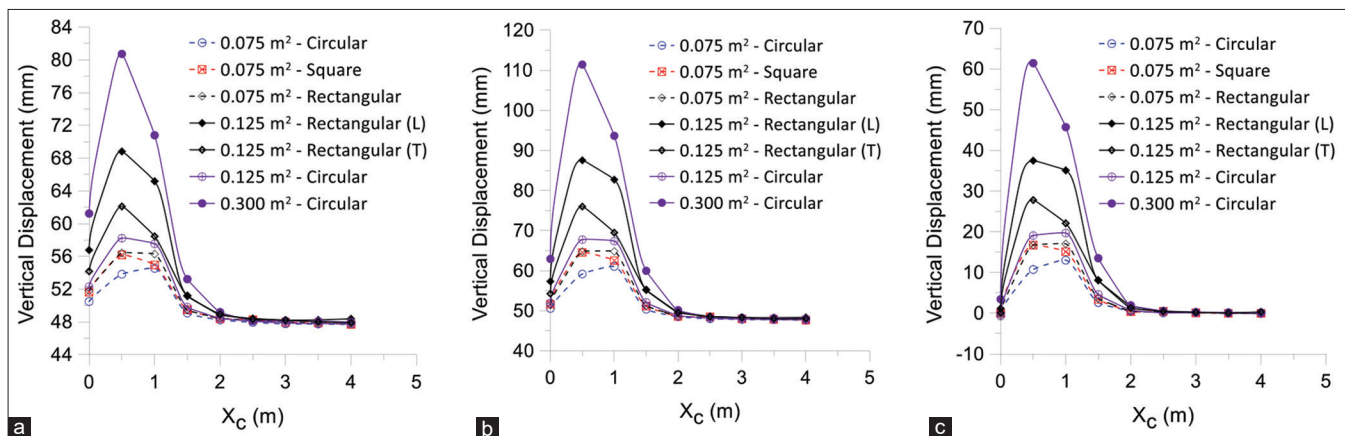 84
80
76
72
68
64
60
56
52
48
44
Vertical Displacement (mm)
0.075 m² - Circular
0.075 m² - Square
0.075 m² - Rectangular
0.125 m² - Rectangular (L)
0.125 m² - Rectangular (T)
0.125 m² - Circular
0.300 m² - Circular
0 1 2 3 4 5
Xc (m)
a
120
110
100
90
80
70
60
50
40
Vertical Displacement (mm)
0.075 m² - Circular
0.075 m² - Square
0.075 m² - Rectangular
0.125 m² - Rectangular (L)
0.125 m² - Rectangular (T)
0.125 m² - Circular
0.300 m² - Circular
0 1 2 3 4 5
Xc (m)
b
70
60
50
40
30
20
10
0
-10
Vertical Displacement (mm)
0.075 m² - Circular
0.075 m² - Square
0.075 m² - Rectangular
0.125 m² - Rectangular (L)
0.125 m² - Rectangular (T)
0.125 m² - Circular
0.300 m² - Circular
0 1 2 3 4 5
Xc (m)
c